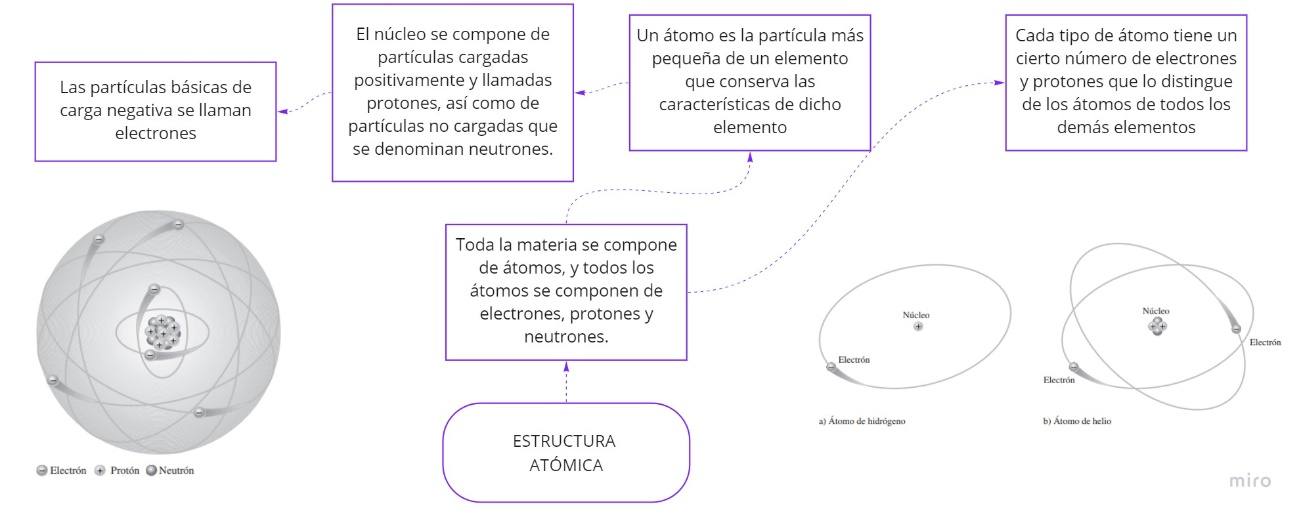 El núcleo se compone de
partículas cargadas
positivamente y llamadas
protones, así como de
partículas no cargadas que
se denominan neutrones.
Un átomo es la partícula más
pequeña de un elemento
que conserva las
características de dicho
elemento
Cada tipo de átomo tiene un
cierto número de electrones
y protones que lo distingue
de los átomos de todos los
demás elementos
Las partículas básicas de
carga negativa se llaman
electrones
Toda la materia se compone
de átomos, y todos los
átomos se componen de
electrones, protones y
neutrones.
ESTRUCTURA
ATÓMICA
Electrón Protón Neutrón
Núcleo
Electrón
a) Átomo de hidrógeno
Núcleo
Electrón
Electrón
b) Átomo de helio
miro